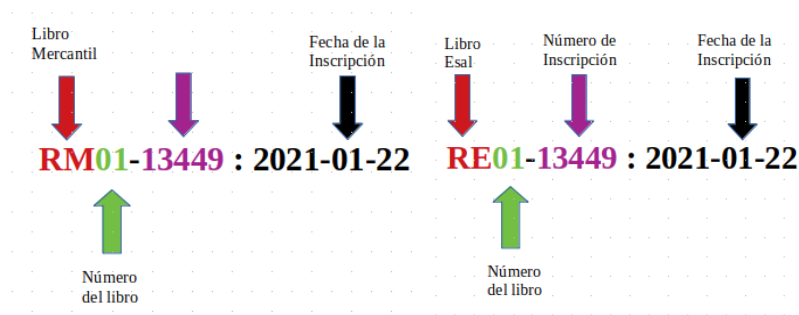 Libro
Mercantil
Fecha de la
Inscripción
RM01-13449 : 2021-01-22
Número
del libro
Libro
Esal
Número de
Inscripción
Fecha de la
Inscripción
RE01-13449 : 2021-01-22
Número
del libro